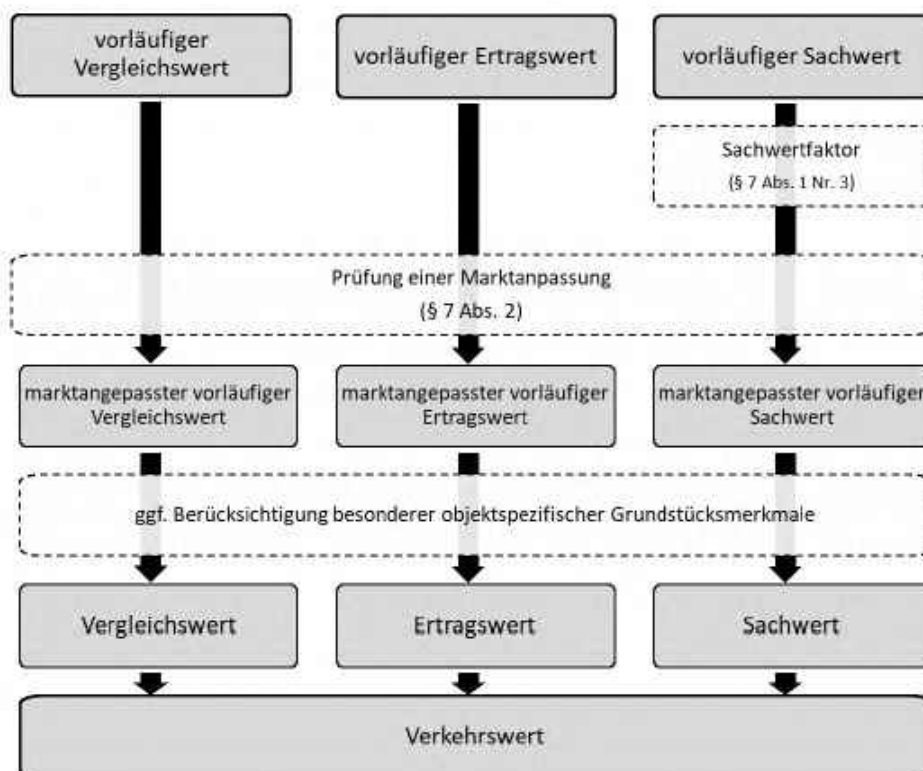 vorläufiger
Vergleichswert
vorläufiger Ertragswert
vorläufiger Sachwert
Sachwertfaktor
(§ 7 Abs. 1 Nr. 3)
Prüfung einer Marktanpassung
(§ 7 Abs. 2)
marktangepasster vorläufiger
Vergleichswert
marktangepasster vorläufiger
Ertragswert
marktangepasster vorläufiger
Sachwert
ggf. Berücksichtigung besonderer objektspezifischer Grundstücksmerkmale
Vergleichswert
Ertragswert
Sachwert
Verkehrswert